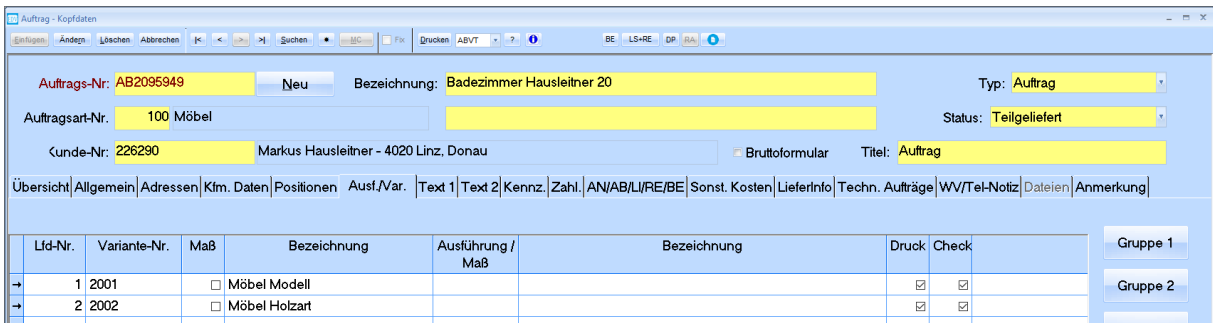 Auftrag - Kopfdaten
Einfügen Ändern Löschen Abbrechen |< < > >| Suchen * MC Fix Drucken ABVT ? BE LS+RE DP RA
Auftrags-Nr: AB2095949 Neu Bezeichnung: Badezimmer Hausleitner 20 Typ: Auftrag
Auftragsart-Nr. 100 Möbel Status: Teilgeliefert
Kunde-Nr: 226290 Markus Hausleitner - 4020 Linz, Donau Bruttoformular Titel: Auftrag
Übersicht Allgemein Adressen Kfm. Daten Positionen Ausf./Var. Text 1 Text 2 Kennz. Zahl. AN/AB/LI/RE/BE Sonst. Kosten LieferInfo Techn. Aufträge WV/Tel-Notiz Dateien Anmerkung
Lfd-Nr. Variante-Nr. Maß Bezeichnung Ausführung / Bezeichnung Druck Check Gruppe 1
Maß
1 2001 Möbel Modell Gruppe 2
2 2002 Möbel Holzart